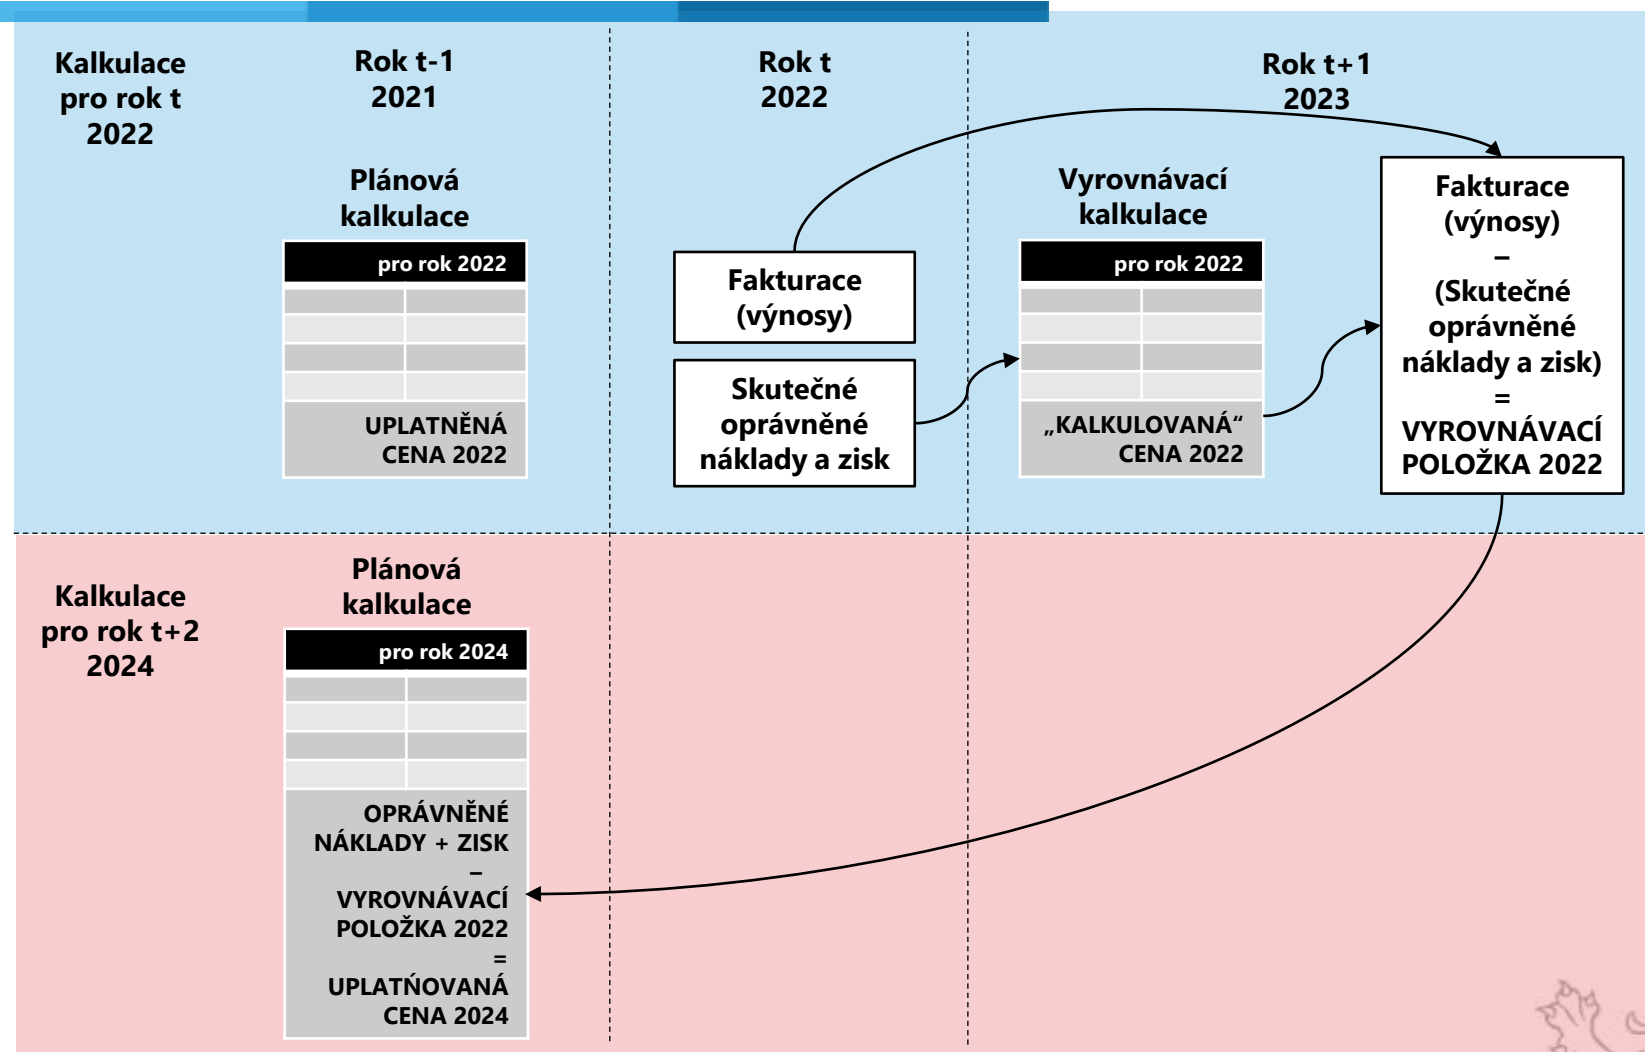 Kalkulace
pro rok t
2022
Rok t-1
2021
Rok t
2022
Rok t+1
2023
Plánová
kalkulace
pro rok 2022
UPLATNĚNÁ
CENA 2022
Fakturace
(výnosy)
Skutečné
oprávněné
náklady a zisk
Vyrovnávací
kalkulace
pro rok 2022
„KALKULOVANÁ“
CENA 2022
Fakturace
(výnosy)
–
(Skutečné
oprávněné
náklady a zisk)
=
VYROVNÁVACÍ
POLOŽKA 2022
Kalkulace
pro rok t+2
2024
Plánová
kalkulace
pro rok 2024
OPRÁVNĚNÉ
NÁKLADY + ZISK
–
VYROVNÁVACÍ
POLOŽKA 2022
=
UPLATŃOVANÁ
CENA 2024